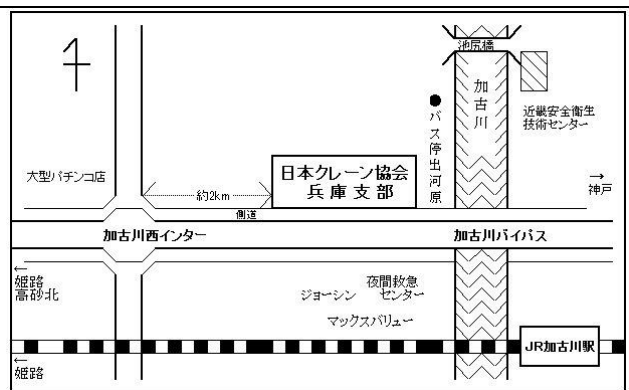 池尻橋
加古川
近畿安全衛生
技術センター
●バス停出河原
大型パチンコ店
約2km
日本クレーン協会
兵庫支部
→
神戸
側道
加古川西インター
加古川バイパス
←
姫路
高砂北
夜間救急
センター
ジョーシン
マックスバリュー
JR加古川駅
←
姫路